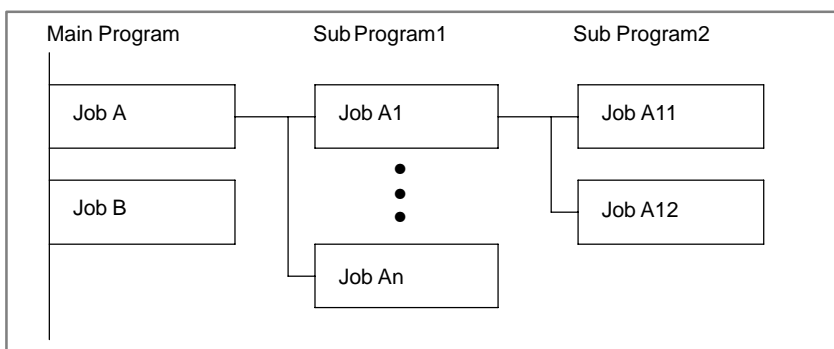 Main Program Sub Program1 Sub Program2
Job A Job A1 Job A11
Job B Job A12
Job An